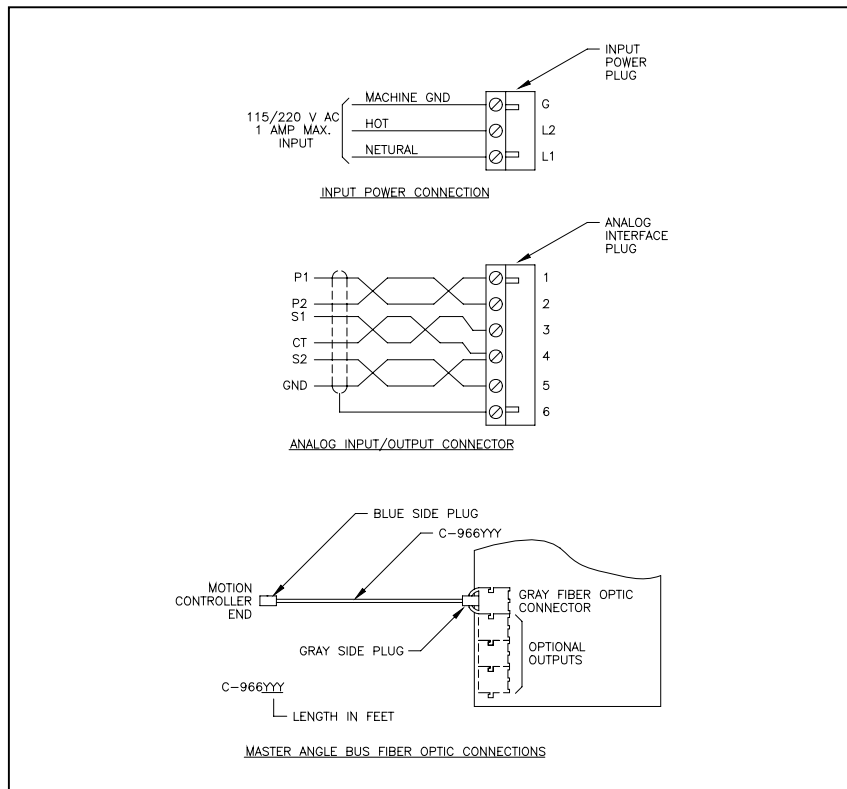 INPUT
POWER
PLUG
MACHINE GND
G
115/220 V AC
1 AMP MAX.
INPUT
HOT
L2
NETURAL
L1
INPUT POWER CONNECTION
ANALOG
INTERFACE
PLUG
P1
1
P2
2
S1
3
CT
4
S2
GND
5
6
ANALOG INPUT/OUTPUT CONNECTOR
BLUE SIDE PLUG
C-966YYY
MOTION
CONTROLLER
END
GRAY FIBER OPTIC
CONNECTOR
GRAY SIDE PLUG
OPTIONAL
OUTPUTS
C-966YYY
LENGTH IN FEET
MASTER ANGLE BUS FIBER OPTIC CONNECTIONS